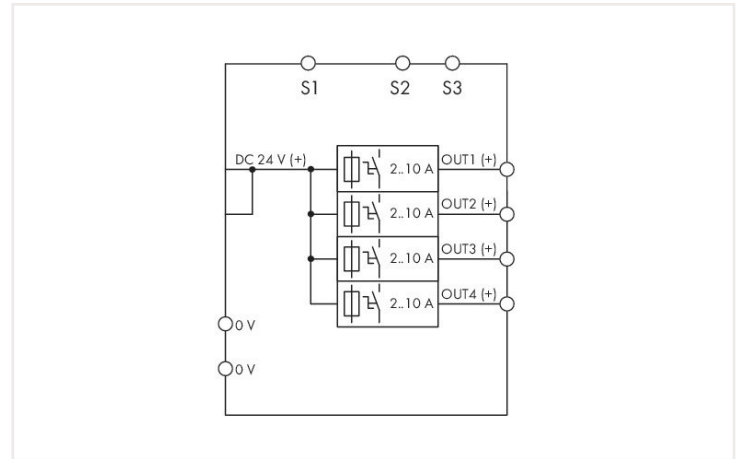 S1 S2 S3
DC 24 V (+)
2..10 A OUT1 (+)
2..10 A OUT2 (+)
2..10 A OUT3 (+)
2..10 A OUT4 (+)
0 V
0 V